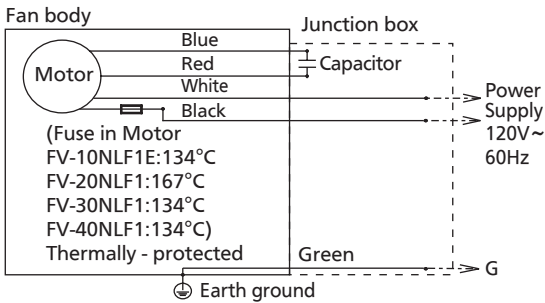 Fan body
Junction box
Blue
Red
Capacitor
Motor
White
Black
Power
Supply
120V~
60Hz
(Fuse in Motor
FV-10NLF1E:134°C
FV-20NLF1:167°C
FV-30NLF1:134°C
FV-40NLF1:134°C)
Thermally - protected
Green
G
Earth ground